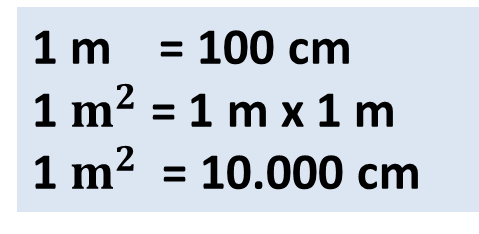 1 m = 100 cm
1 m² = 1 m x 1 m
1 m² = 10.000 cm